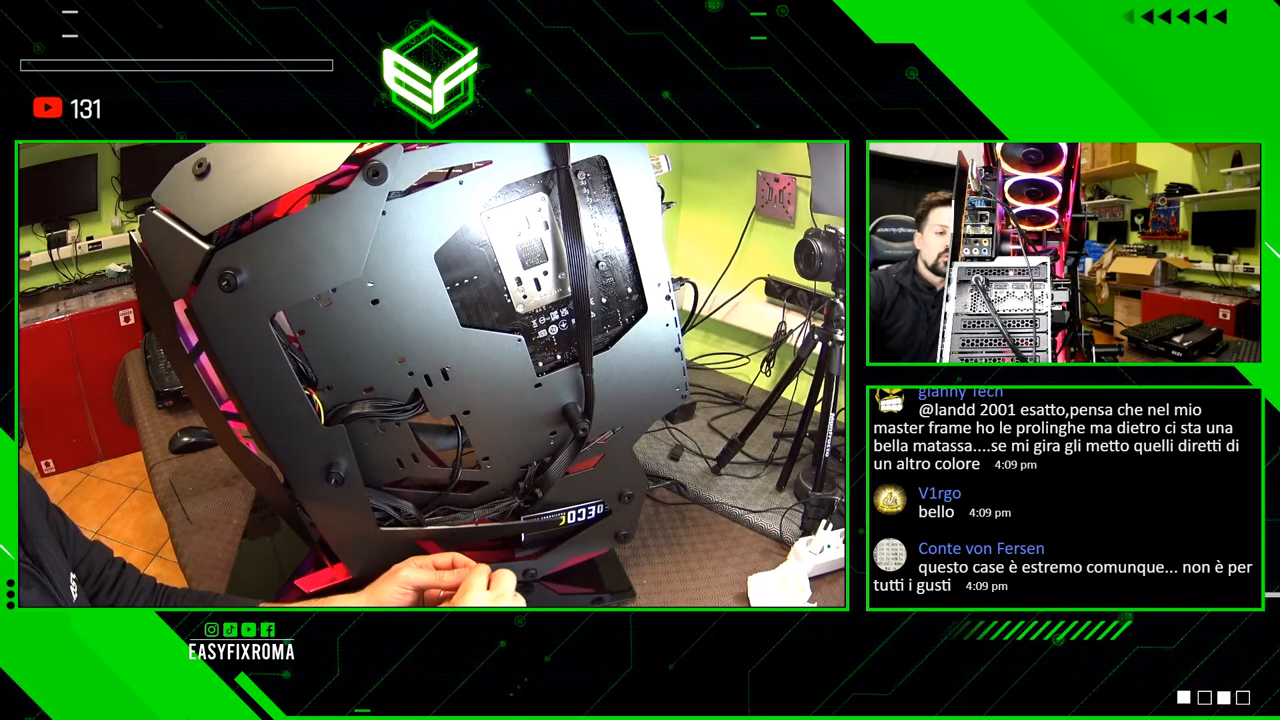 EF
131
DECO
gianny Tech
@landd 2001 esatto,pensa che nel mio
master frame ho le prolinghe ma dietro ci sta una
bella matassa....se mi gira gli metto quelli diretti di
un altro colore 4:09 pm
V1rgo
bello 4:09 pm
Conte von Fersen
questo case è estremo comunque... non è per
tutti i gusti 4:09 pm
EASYFIXROMA